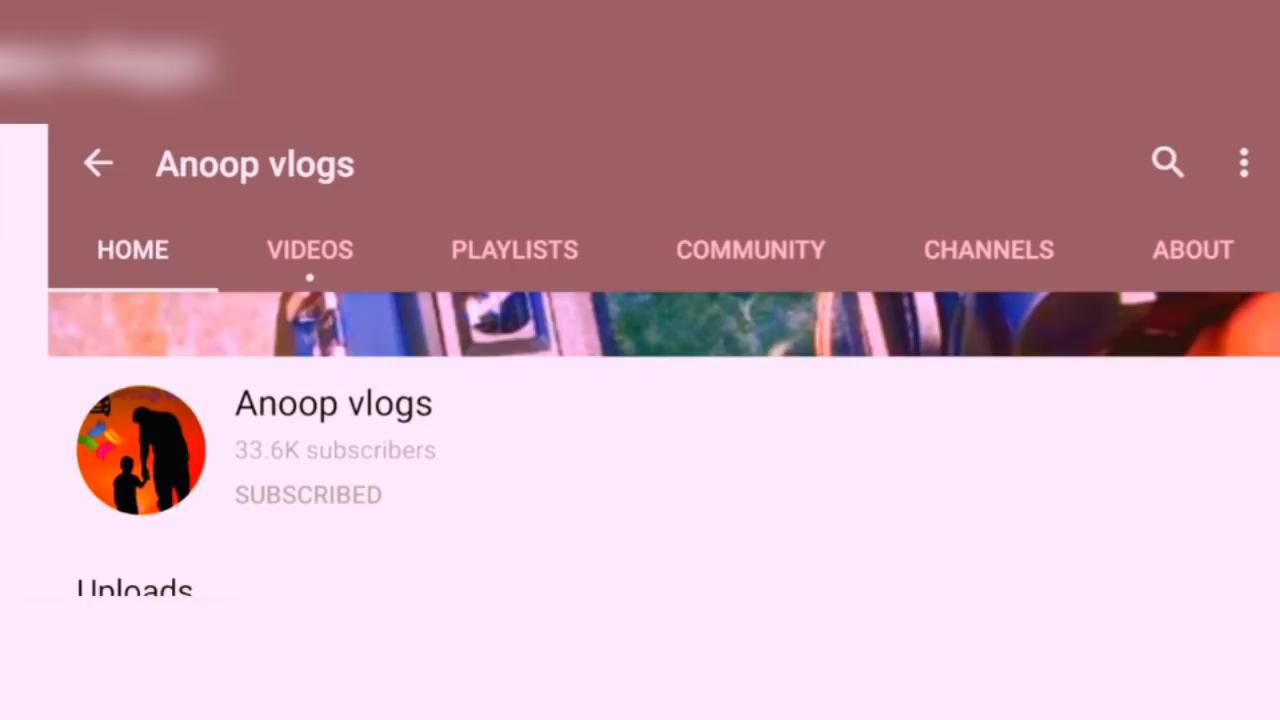 Anoop vlogs
HOME VIDEOS PLAYLISTS COMMUNITY CHANNELS ABOUT
Anoop vlogs
33.6K subscribers
SUBSCRIBED
Uploads